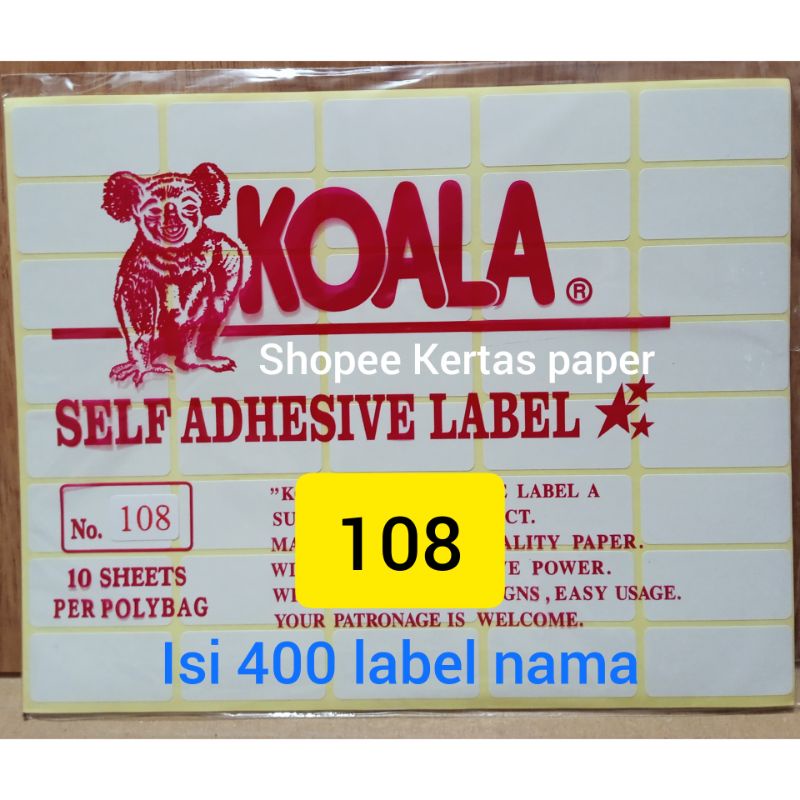 KOALA ®
Shopee Kertas paper
SELF ADHESIVE LABEL
No. 108
10 SHEETS
PER POLYBAG
"K LABEL A
SU CT.
MA ALITY PAPER.
WI VE POWER.
WI GNS, EASY USAGE.
YOUR PATRONAGE IS WELCOME.
108
Isi 400 label nama